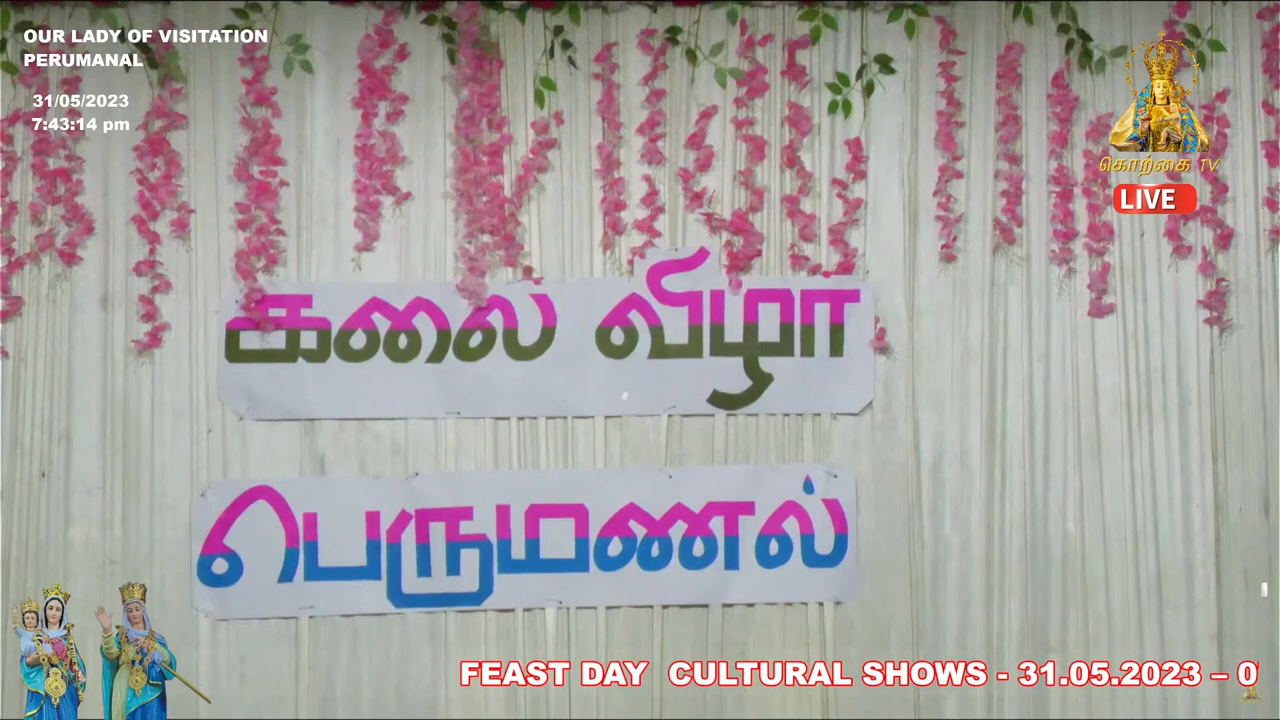 OUR LADY OF VISITATION
PERUMANAL
31/05/2023
7:43:14 pm
கொற்கை TV
LIVE
கலை விழா
பெருமணல்
FEAST DAY CULTURAL SHOWS - 31.05.2023 – 0